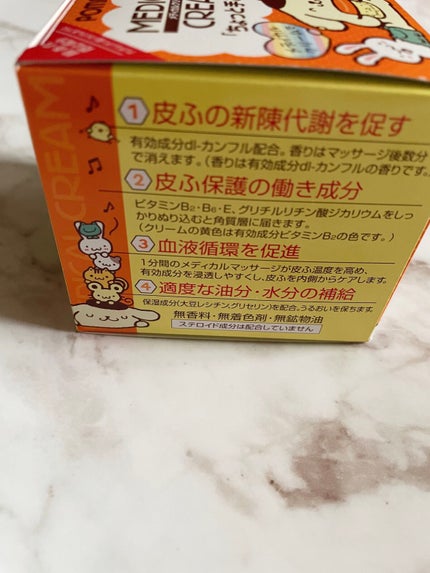 MEDI
CREA
「ちょっと手
CREAM
1 皮ふの新陳代謝を促す
有効成分dl-カンフル配合。香りはマッサージ後数分
で消えます。(香りは有効成分dl-カンフルの香りです。)
2 皮ふ保護の働き成分
ビタミンB2・B6・E、グリチルリチン酸ジカリウムをしっ
かりぬり込むと角質層に届きます。
(クリームの黄色は有効成分ビタミンB2の色です。)
3 血液循環を促進
1分間のメディカルマッサージが皮ふ温度を高め、
有効成分を浸透しやすくし、皮ふを内側からケアします。
4 適度な油分・水分の補給
保湿成分(大豆レシチン,グリセリン)を配合、うるおいを保ちます。
無香料・無着色剤・無鉱物油
ステロイド成分は配合していません